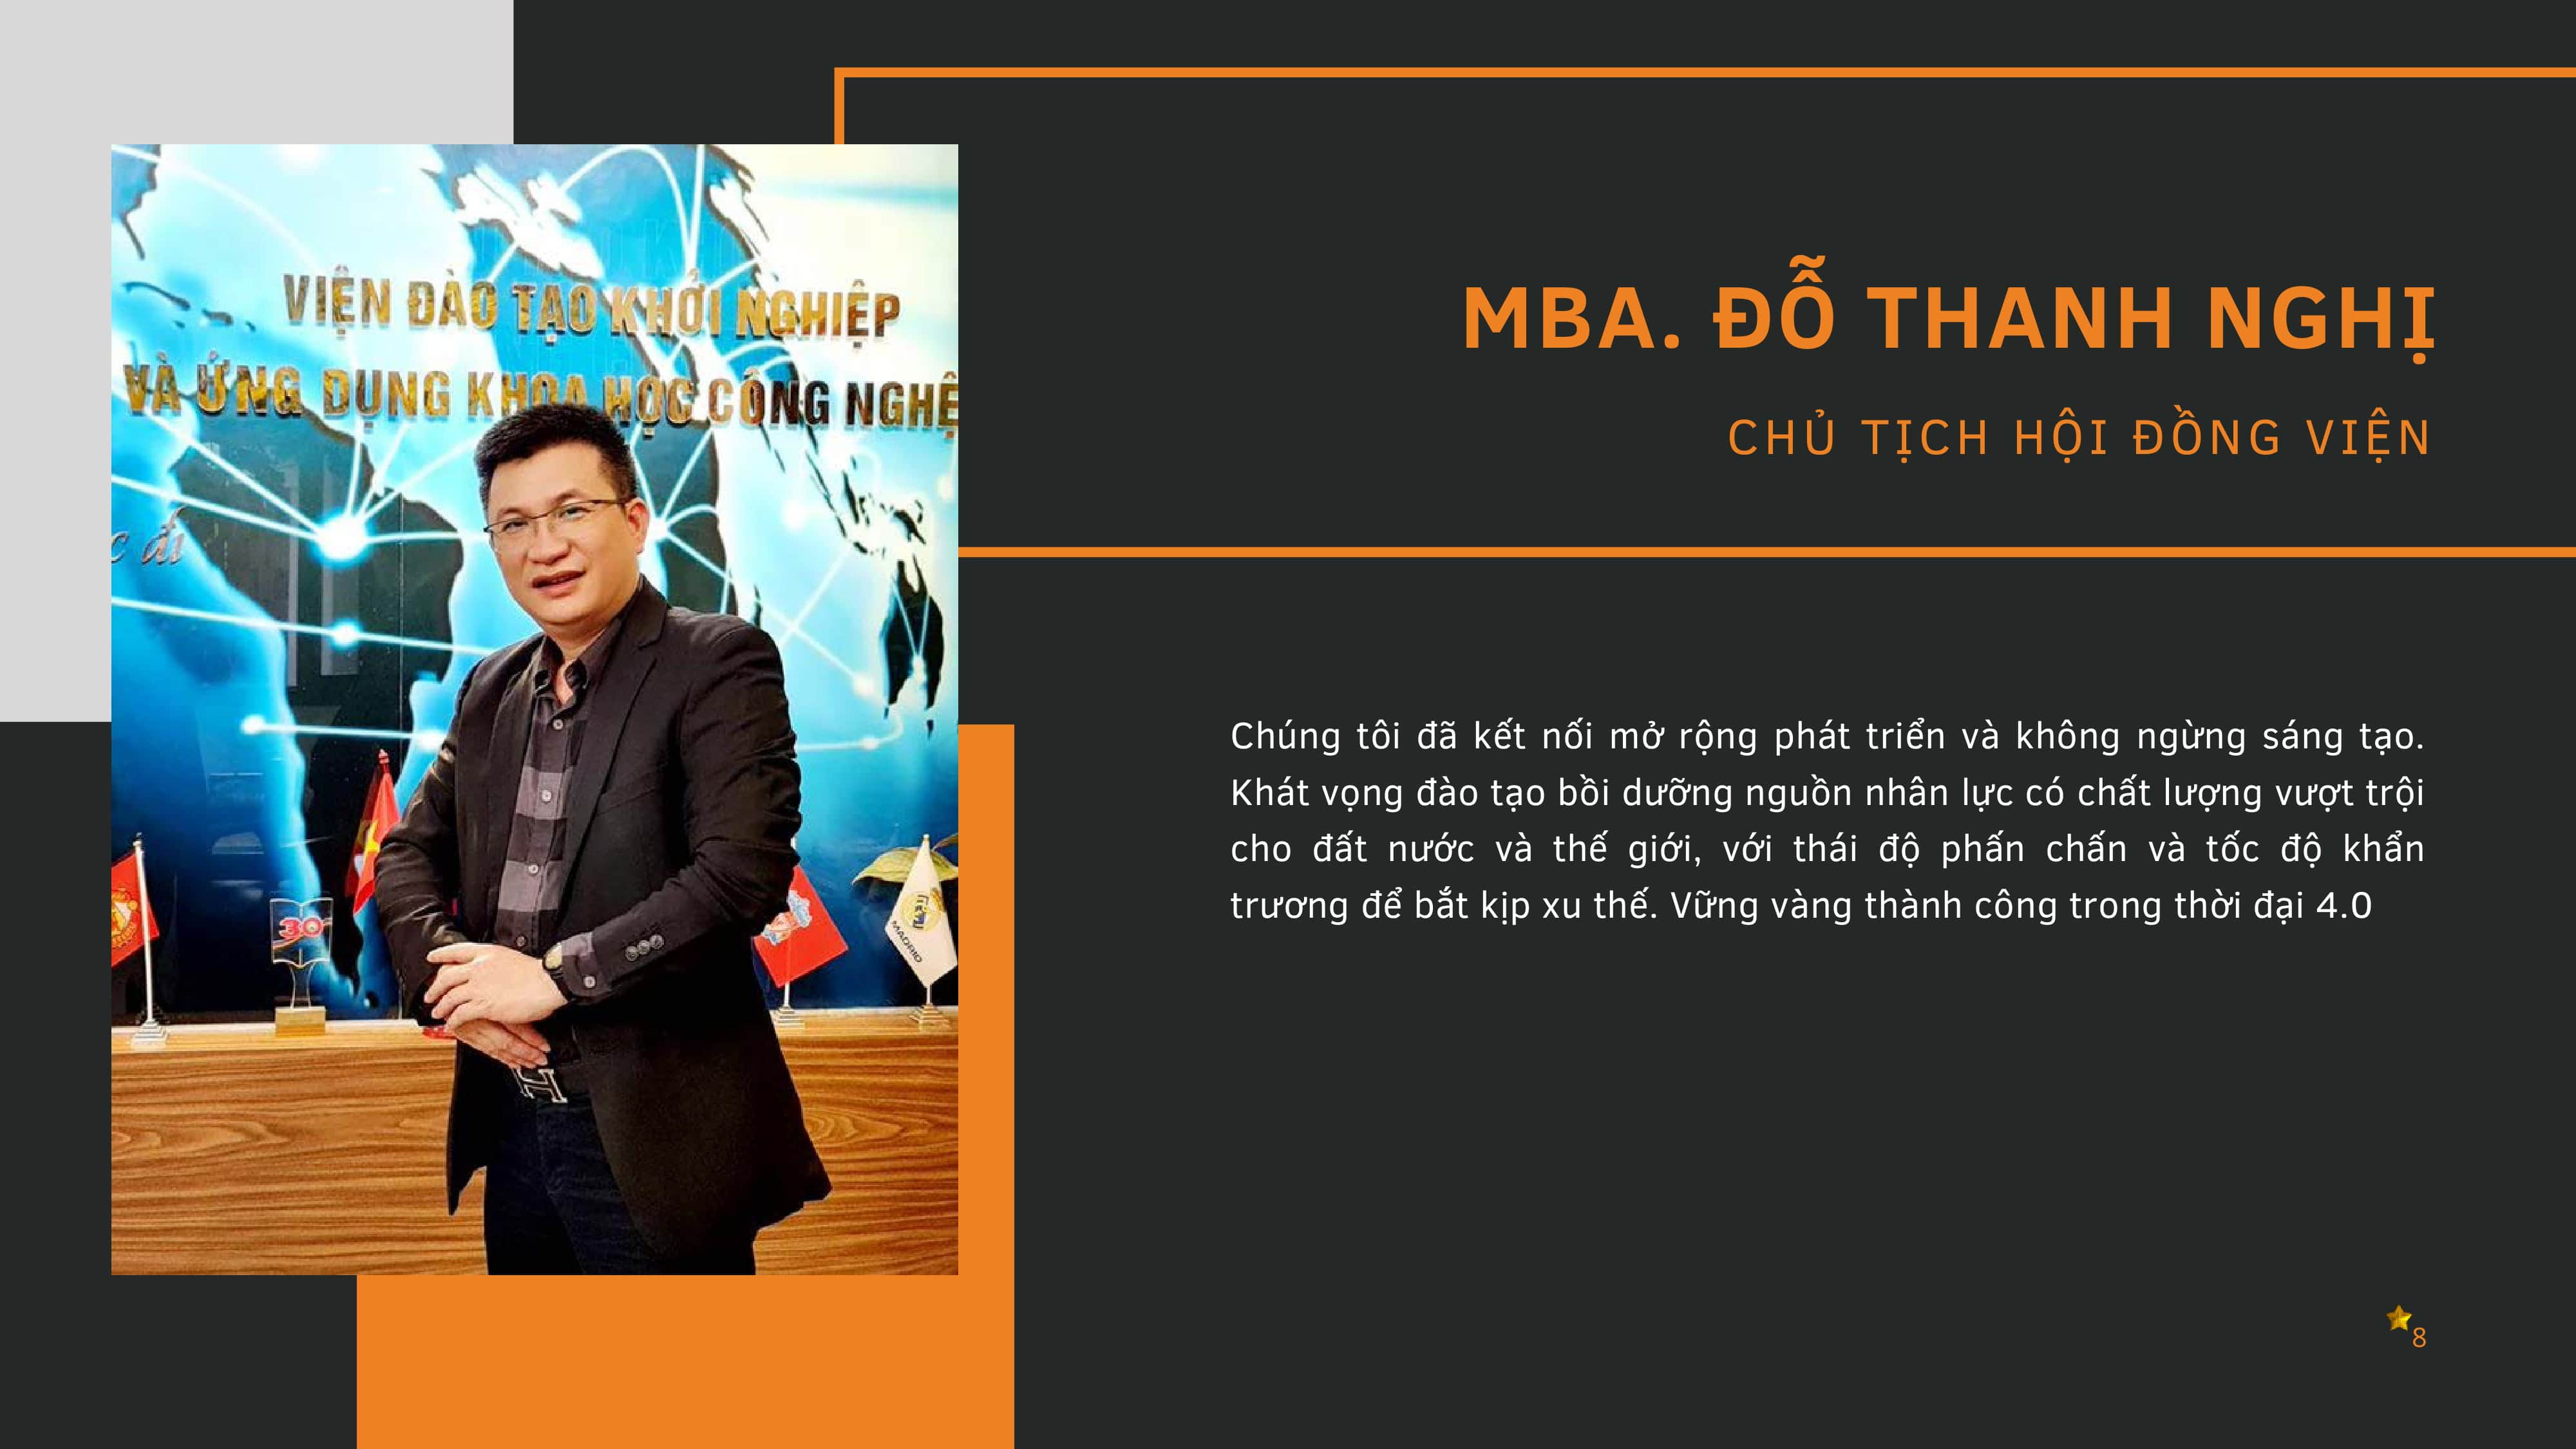 VIỆN ĐÀO TẠO KHỞI NGHIỆP
VÀ ỨNG DỤNG KHOA HỌC CÔNG NGHỆ
c đi
30
MADRID
MBA. ĐỖ THANH NGHỊ
CHỦ TỊCH HỘI ĐỒNG VIỆN
Chúng tôi đã kết nối mở rộng phát triển và không ngừng sáng tạo.
Khát vọng đào tạo bồi dưỡng nguồn nhân lực có chất lượng vượt trội
cho đất nước và thế giới, với thái độ phấn chấn và tốc độ khẩn
trương để bắt kịp xu thế. Vững vàng thành công trong thời đại 4.0
8